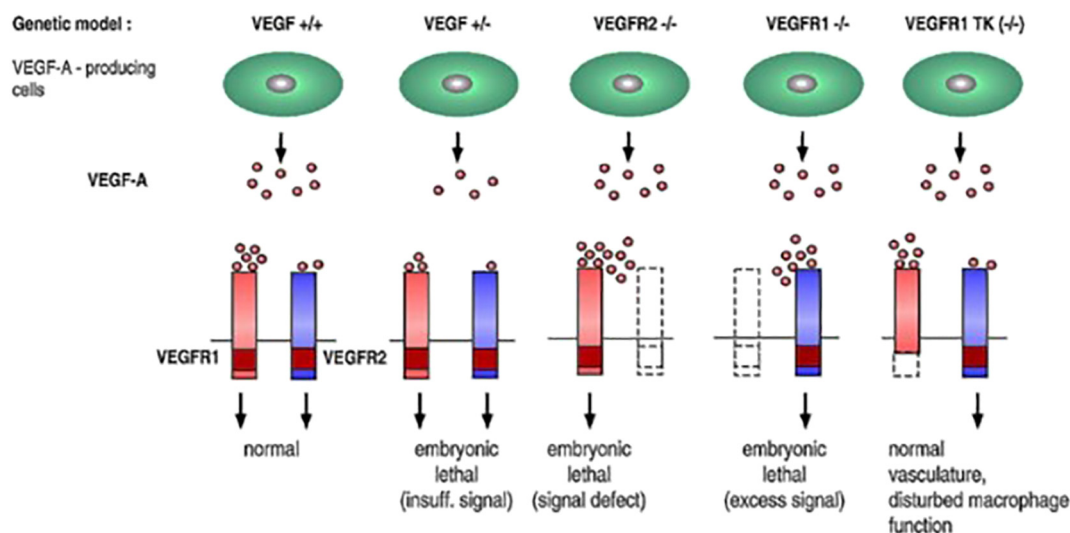 Genetic model : VEGF +/+ VEGF +/- VEGFR2 -/- VEGFR1 -/- VEGFR1 TK (-/-)
VEGF-A - producing
cells
VEGF-A
VEGFR1 VEGFR2
normal
embryonic
lethal
(insuff. signal)
embryonic
lethal
(signal defect)
embryonic
lethal
(excess signal)
normal
vasculature,
disturbed macrophage
function